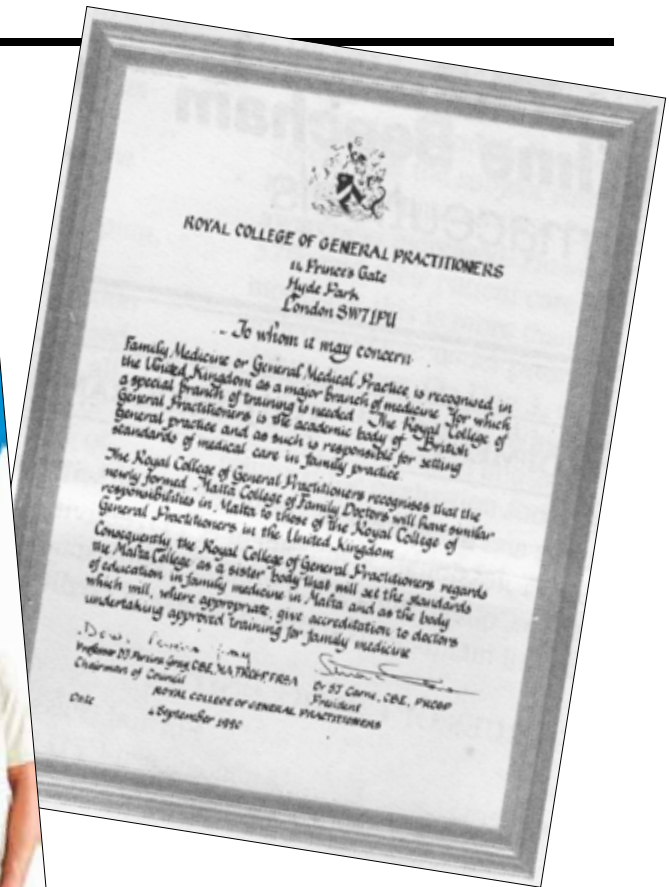 ROYAL COLLEGE OF GENERAL PRACTITIONERS
14 Prince's Gate
Hyde Park
London SW7 1PU
To whom it may concern
Family Medicine or General Medical Practice is recognised in
the United Kingdom as a major branch of medicine for which
a special branch of training is needed. The Royal College of
General Practitioners is the academic body of British
general practice and as such is responsible for setting
standards of medical care in family practice.
The Royal College of General Practitioners recognises that the
newly formed Malta College of Family Doctors will have similar
responsibilities in Malta to those of the Royal College of
General Practitioners in the United Kingdom
Consequently the Royal College of General Practitioners regards
the Malta College as a sister body that will set the standards
of education in family medicine in Malta and as the body
which will, where appropriate, give accreditation to doctors
undertaking approved training for family medicine
Professor DJ Pereira Gray, CBE, MA FRCGP FRSA
Chairman of Council
Dr SJ Carne, CBE, PRCGP
President
ROYAL COLLEGE OF GENERAL PRACTITIONERS
Date
4 September 1990